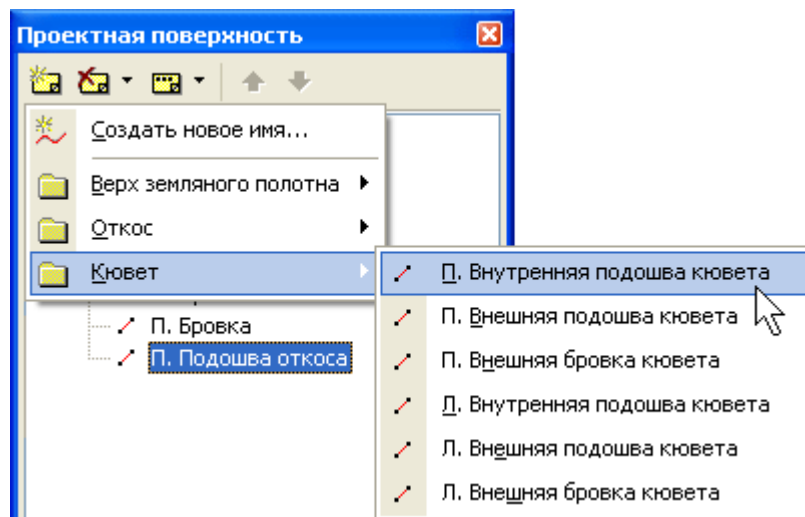 Проектная поверхность
Создать новое имя...
Верх земляного полотна
Откос
Кювет
П. Внутренняя подошва кювета
П. Внешняя подошва кювета
П. Внешняя бровка кювета
Л. Внутренняя подошва кювета
Л. Внешняя подошва кювета
Л. Внешняя бровка кювета
П. Бровка
П. Подошва откоса